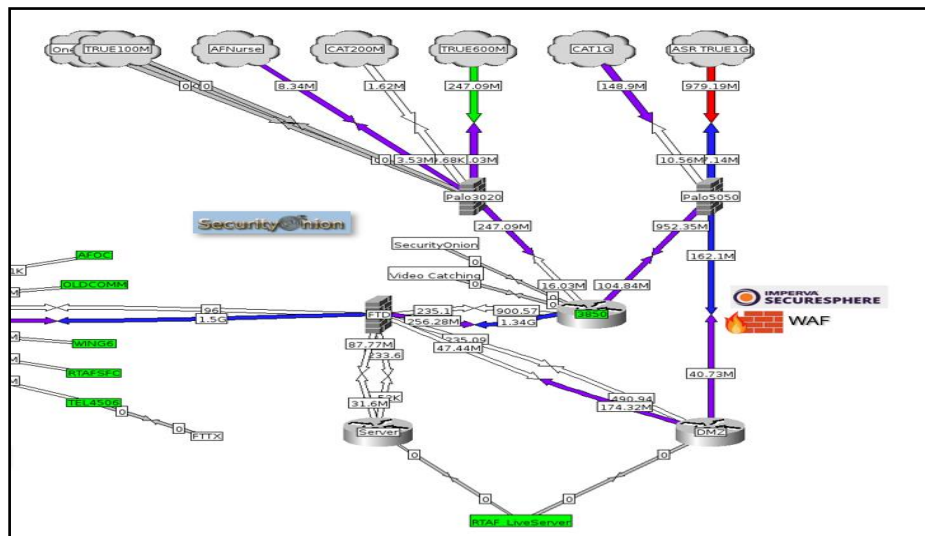 TRUE100M
AFNurse
CAT200M
TRUE600M
CAT1G
ASR TRUE1G
0
0
8.34M
1.62M
247.09M
148.9M
979.19M
3.53M
10.56M
Palo3020
Palo5050
247.09M
952.35M
SecurityOnion
SecurityOnion
0
162.1M
AFOC
Video Catching
0
0
0
16.03M
104.84M
IMPERVA
SECURESPHERE
OLDCOMM
96
FTD
235.1
900.57
3850
WAF
1.5G
256.28M
1.34G
WING6
87.77M
233.6
235.09
47.44M
RTAFSFC
40.73M
TEL4506
0
31.6M
490.94
174.32M
0
FTTX
Server
DMZ
0
0
0
0
RTAF_LiveServer